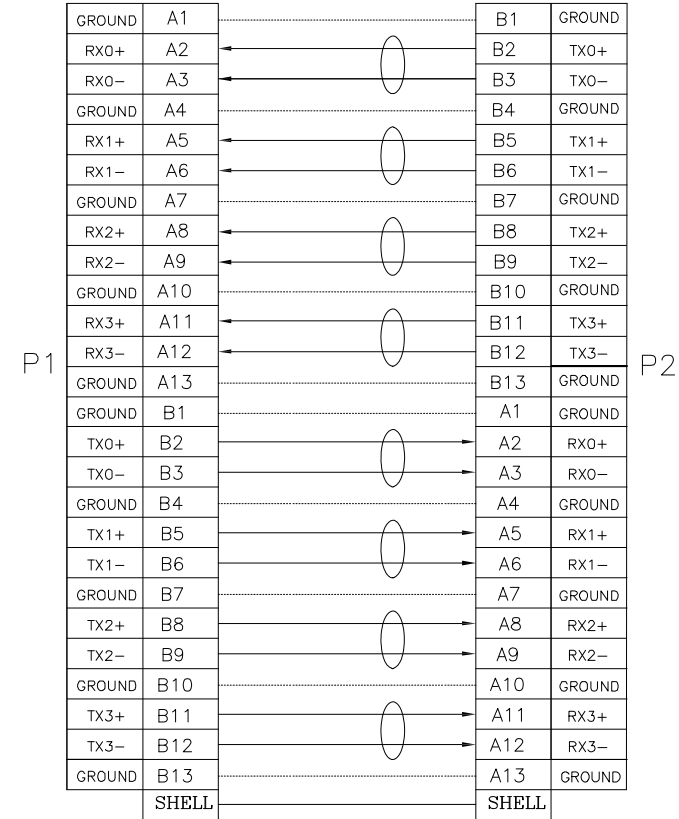 GROUND A1 B1 GROUND
RX0+ A2 B2 TX0+
RX0− A3 B3 TX0−
GROUND A4 B4 GROUND
RX1+ A5 B5 TX1+
RX1− A6 B6 TX1−
GROUND A7 B7 GROUND
RX2+ A8 B8 TX2+
RX2− A9 B9 TX2−
GROUND A10 B10 GROUND
RX3+ A11 B11 TX3+
P1 RX3− A12 B12 TX3− P2
GROUND A13 B13 GROUND
GROUND B1 A1 GROUND
TX0+ B2 A2 RX0+
TX0− B3 A3 RX0−
GROUND B4 A4 GROUND
TX1+ B5 A5 RX1+
TX1− B6 A6 RX1−
GROUND B7 A7 GROUND
TX2+ B8 A8 RX2+
TX2− B9 A9 RX2−
GROUND B10 A10 GROUND
TX3+ B11 A11 RX3+
TX3− B12 A12 RX3−
GROUND B13 A13 GROUND
SHELL SHELL